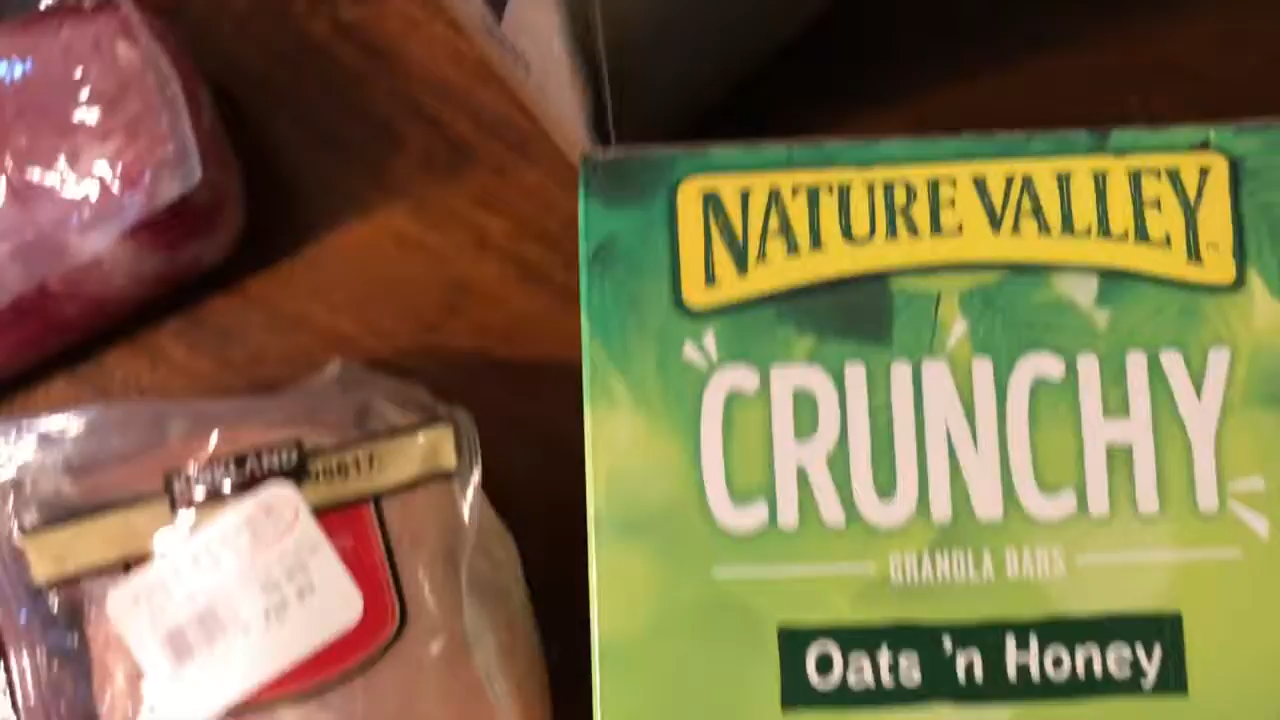 NATURE VALLEY
CRUNCHY
GRANOLA BARS
Oats 'n Honey
KIRKLAND